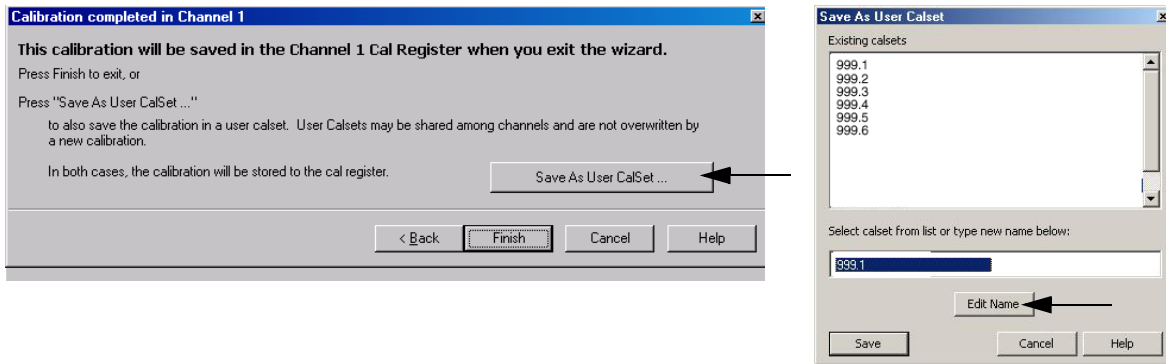 Calibration completed in Channel 1
This calibration will be saved in the Channel 1 Cal Register when you exit the wizard.
Press Finish to exit, or
Press "Save As User CalSet ..."
to also save the calibration in a user calset. User Calsets may be shared among channels and are not overwritten by
a new calibration.
In both cases, the calibration will be stored to the cal register.
Save As User CalSet ...
< Back
Finish
Cancel
Help
Save As User Calset
Existing calsets
999.1
999.2
999.3
999.4
999.5
999.6
Select calset from list or type new name below:
999.1
Edit Name
Save
Cancel
Help